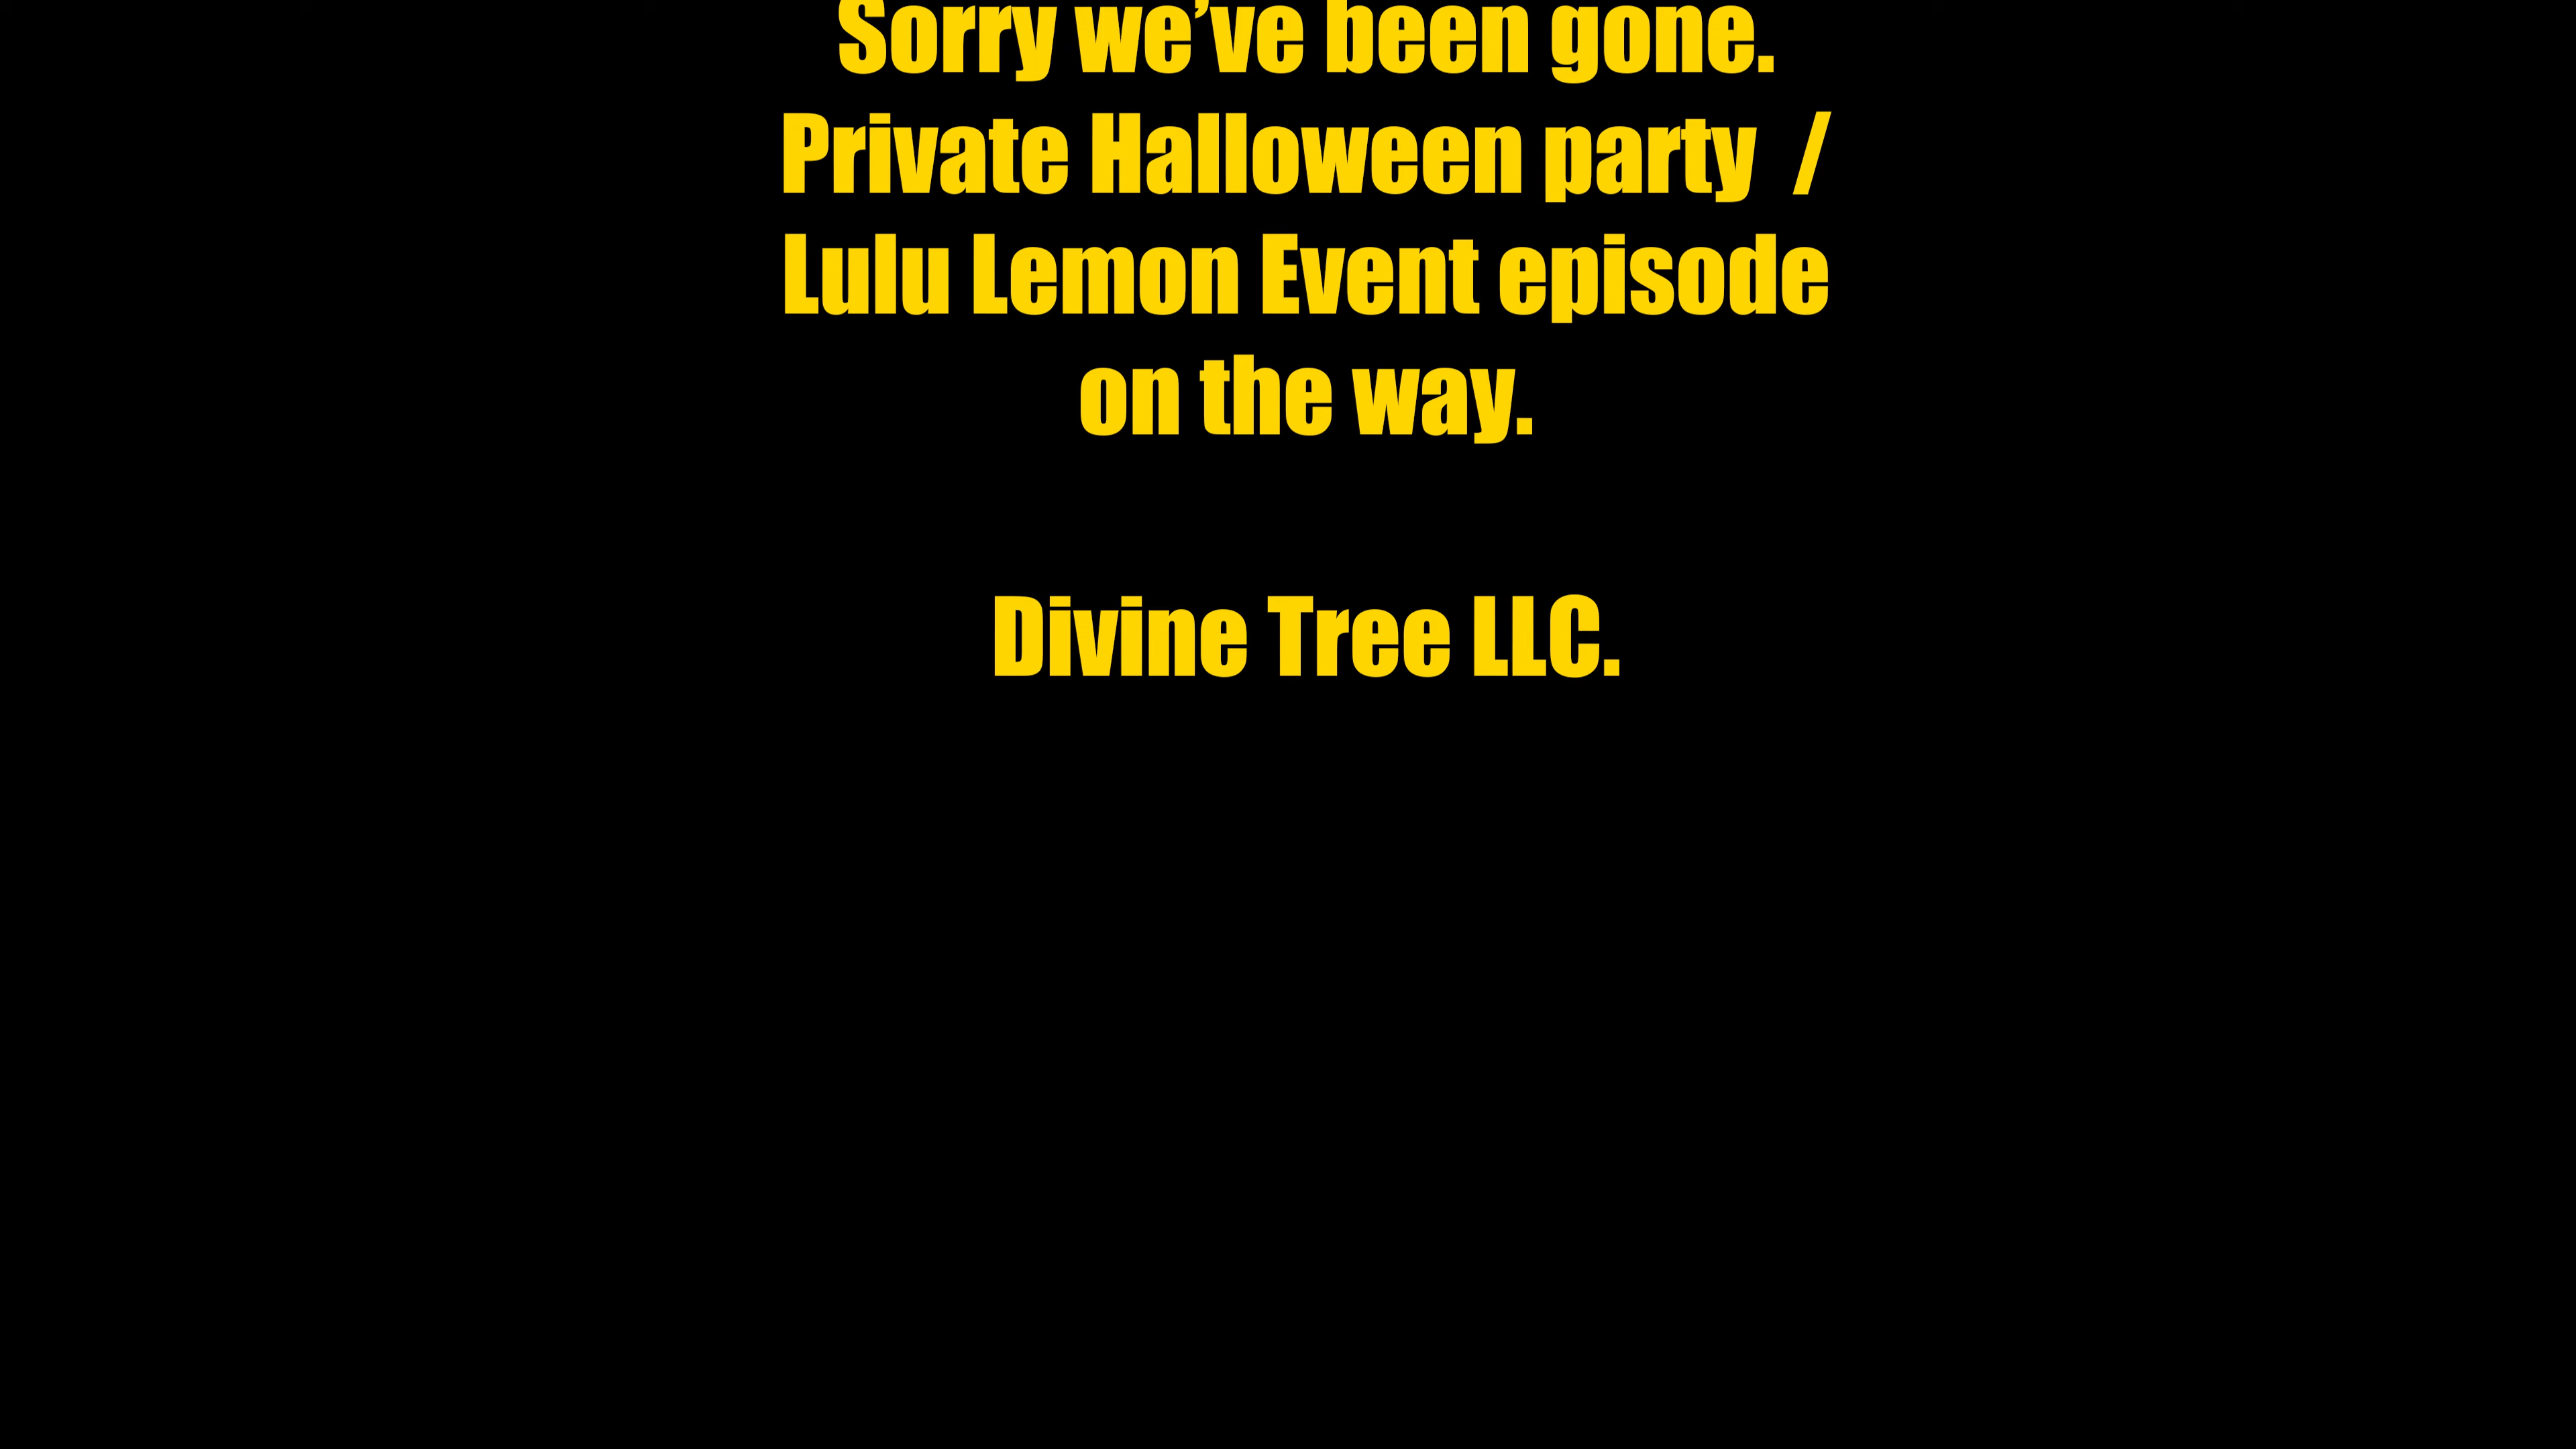 Sorry we’ve been gone.
Private Halloween party  /
Lulu Lemon Event episode
on the way.
Divine Tree LLC.